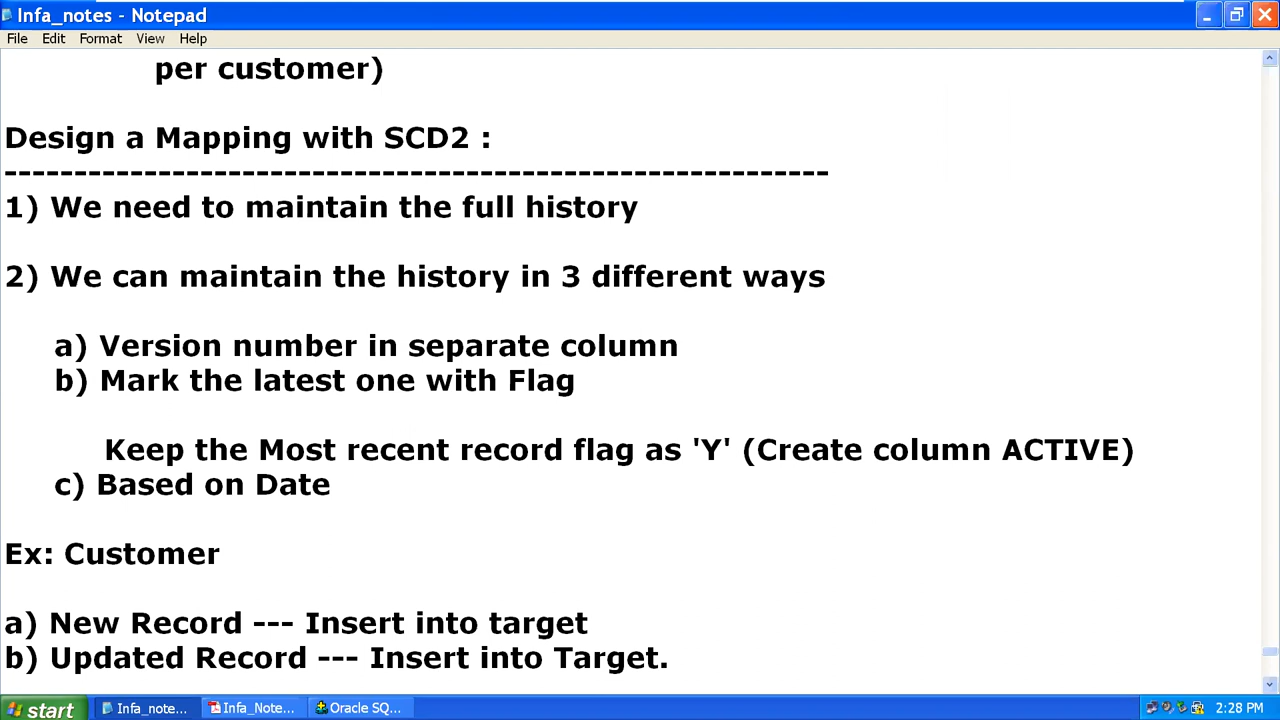 Infa_notes - Notepad
File Edit Format View Help
per customer)
Design a Mapping with SCD2 :
-----------------------------------------------------------
1) We need to maintain the full history
2) We can maintain the history in 3 different ways
a) Version number in separate column
b) Mark the latest one with Flag
Keep the Most recent record flag as 'Y' (Create column ACTIVE)
c) Based on Date
Ex: Customer
a) New Record --- Insert into target
b) Updated Record --- Insert into Target.
start Infa_note... Infa_Note... Oracle SQ... 2:28 PM